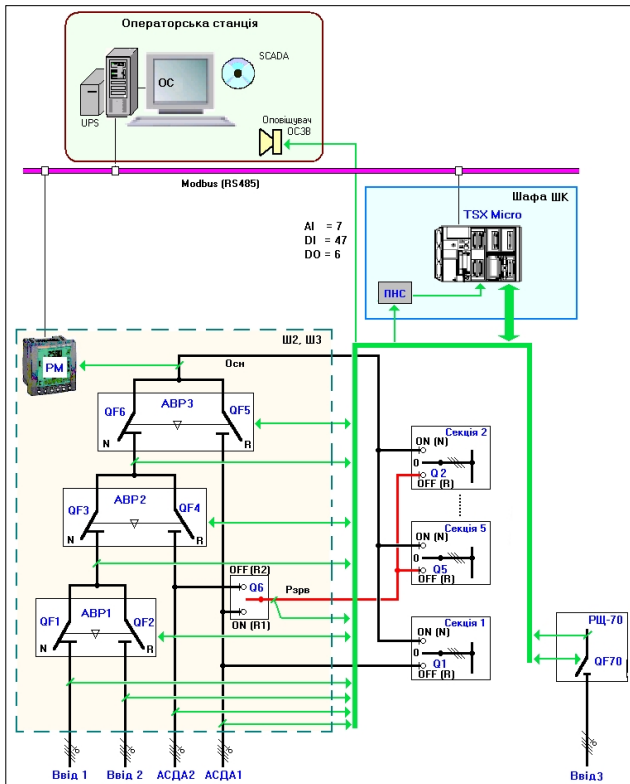 Операторська станція
SCADA
ОС
UPS
Оповіщувач
ОСЗВ
Modbus (RS485)
Шафа ШК
TSX Micro
AI = 7
DI = 47
DO = 6
ПНС
Ш2, Ш3
PM
Осн
АВР3
QF6
QF5
N
R
Секція 2
ON (N)
0
Q2
OFF (R)
АВР2
QF3
QF4
N
R
Секція 5
ON (N)
0
Q5
OFF (R)
OFF (R2)
Q6
Рзрв
ON (R1)
АВР1
QF1
QF2
N
R
Секція 1
ON (N)
0
Q1
OFF (R)
РЩ-70
QF70
Ввід 1
Ввід 2
АСДА2
АСДА1
Ввід3